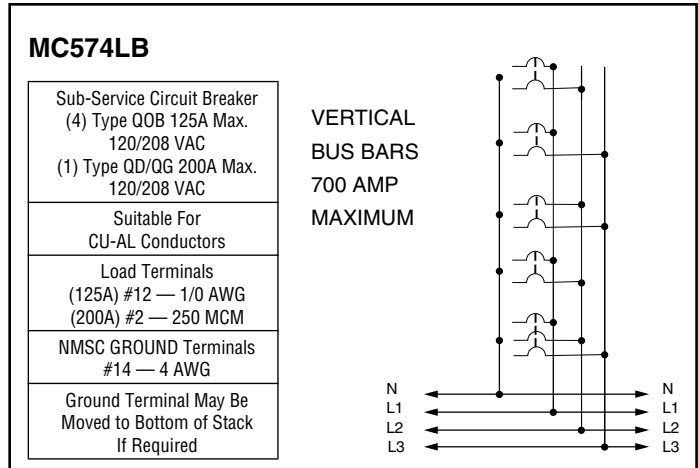 MC574LB
Sub-Service Circuit Breaker
(4) Type QOB 125A Max.
120/208 VAC
(1) Type QD/QG 200A Max.
120/208 VAC
Suitable For
CU-AL Conductors
Load Terminals
(125A) #12 — 1/0 AWG
(200A) #2 — 250 MCM
NMSC GROUND Terminals
#14 — 4 AWG
Ground Terminal May Be
Moved to Bottom of Stack
If Required
VERTICAL
BUS BARS
700 AMP
MAXIMUM
N N
L1 L1
L2 L2
L3 L3